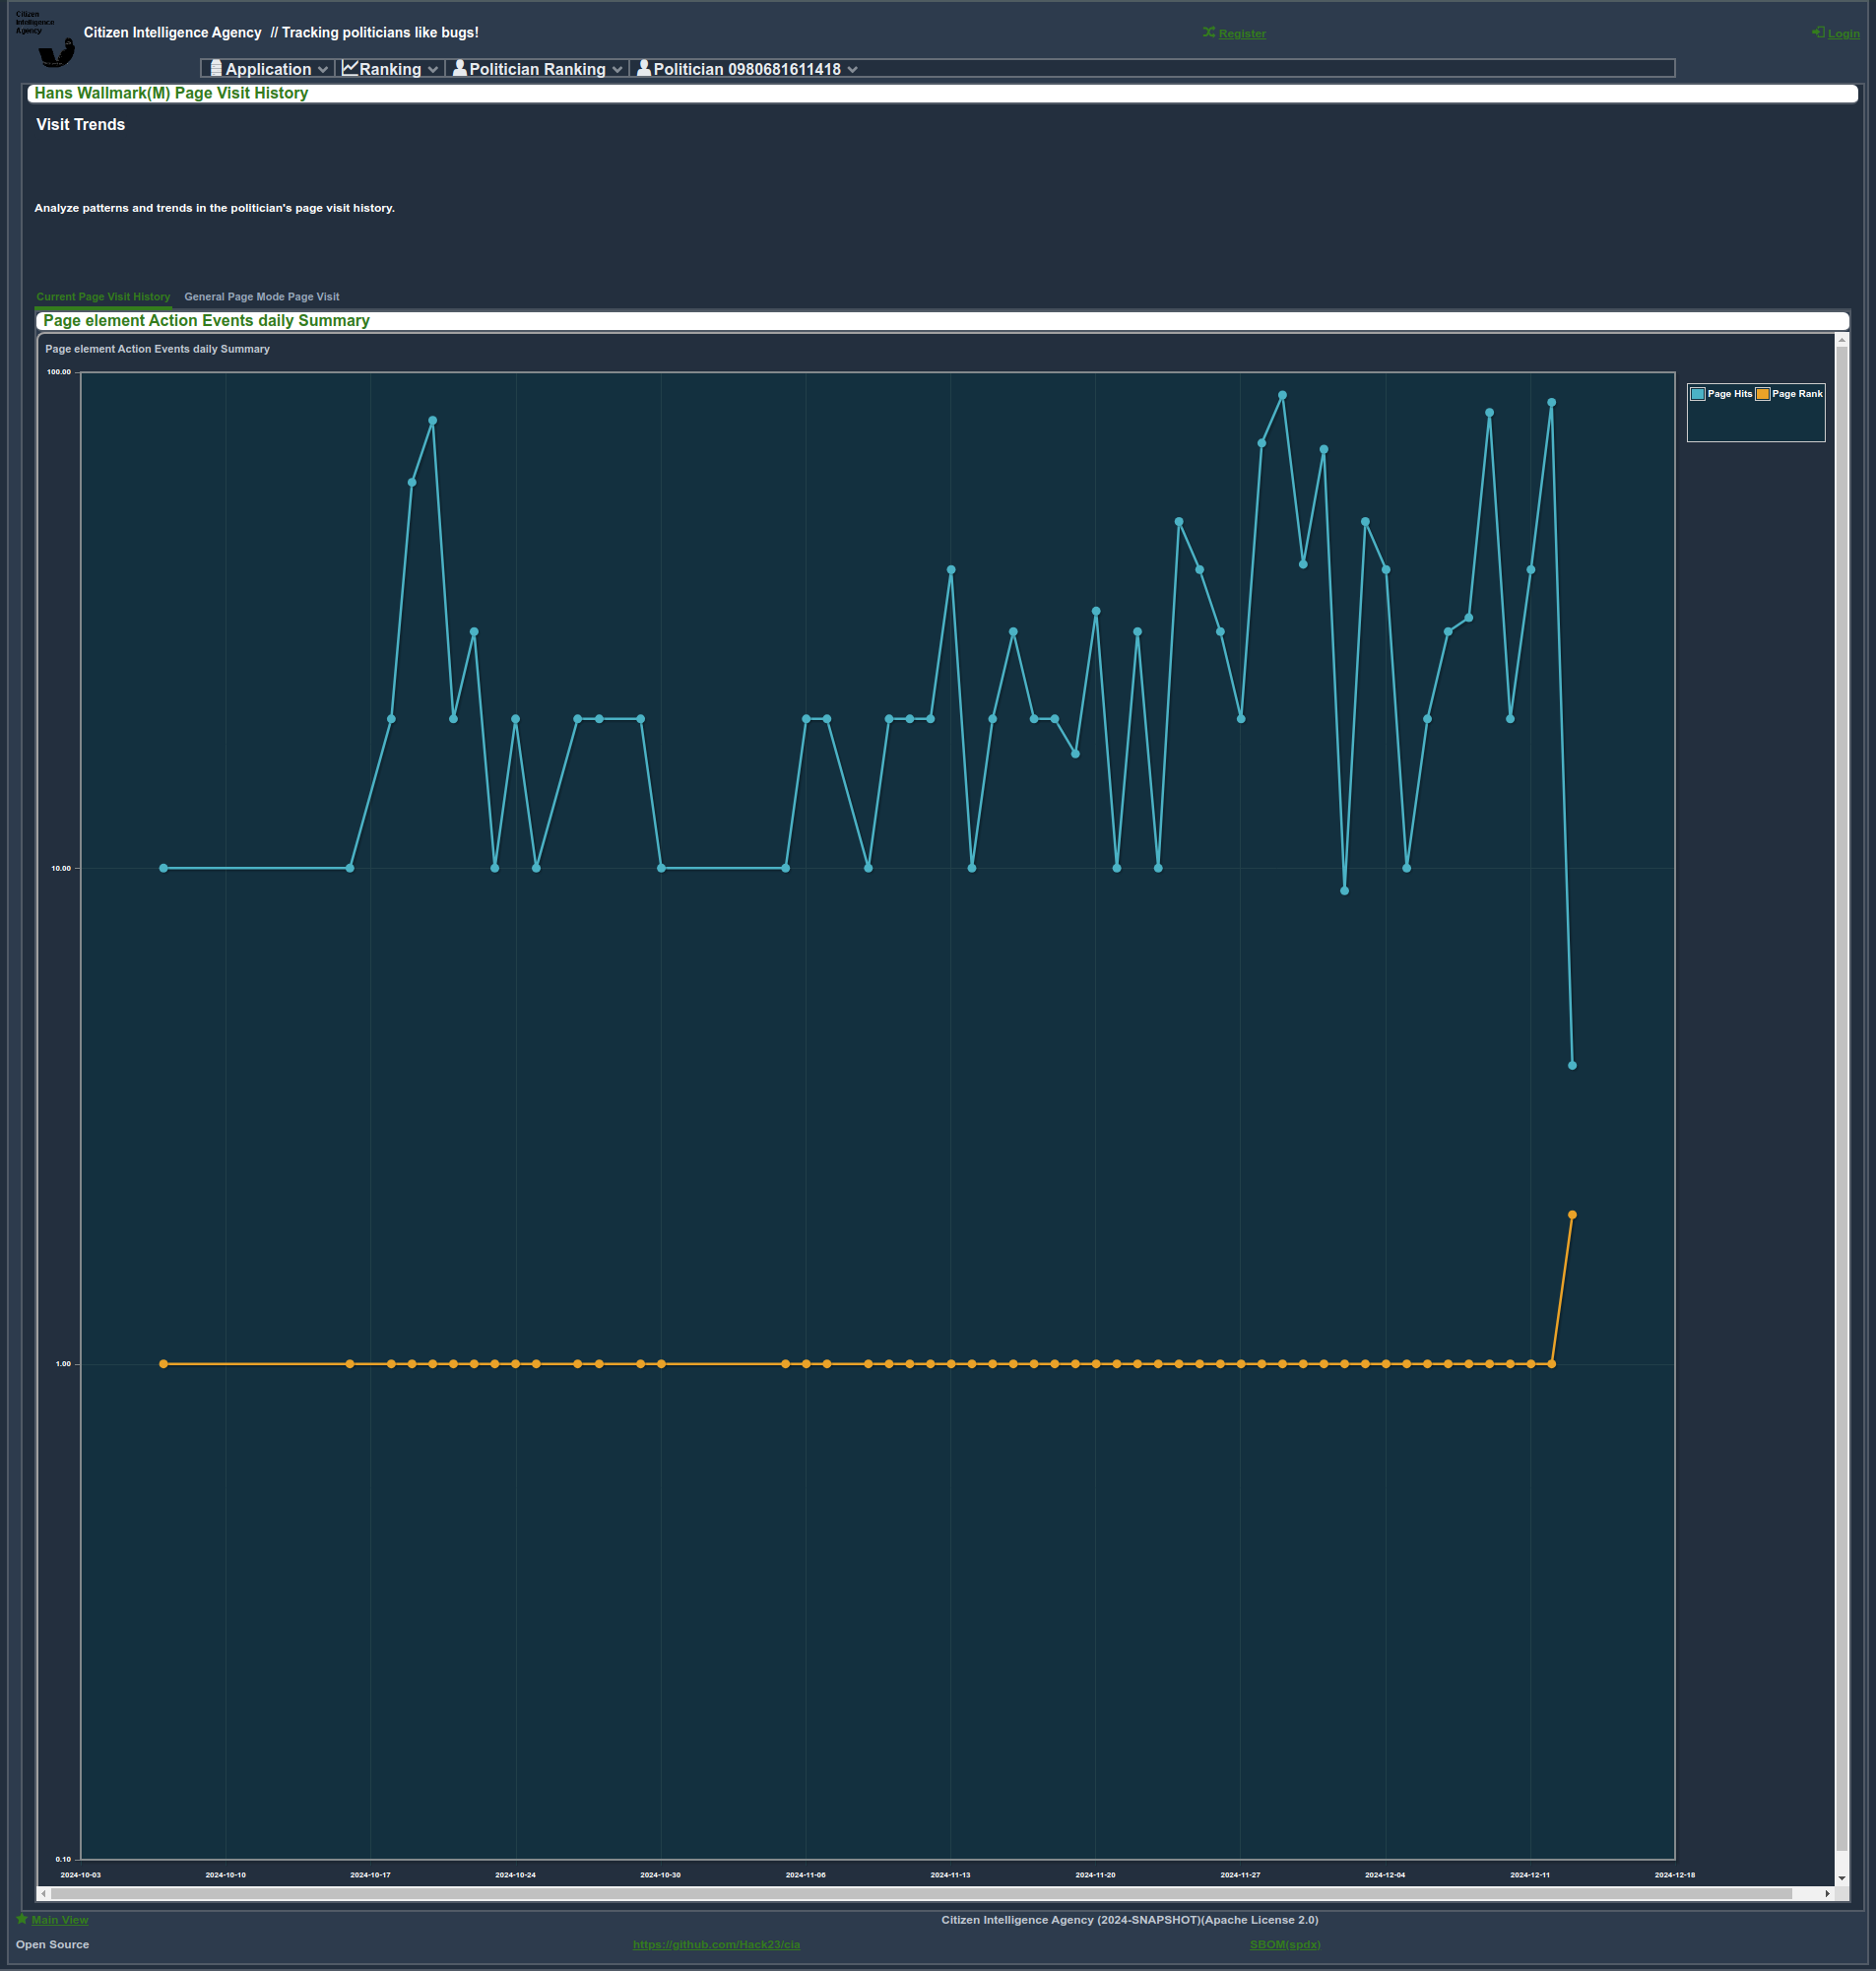 Citizen
Intelligence
Agency
Citizen Intelligence Agency // Tracking politicians like bugs!
Register
Login
Application
Ranking
Politician Ranking
Politician 0980681611418
Hans Wallmark(M) Page Visit History
Visit Trends
Analyze patterns and trends in the politician's page visit history.
Current Page Visit History
General Page Mode Page Visit
Page element Action Events daily Summary
Page element Action Events daily Summary
100.00
Page Hits
Page Rank
10.00
1.00
0.10
2024-10-03
2024-10-10
2024-10-17
2024-10-24
2024-10-30
2024-11-06
2024-11-13
2024-11-20
2024-11-27
2024-12-04
2024-12-11
2024-12-18
Main View
Citizen Intelligence Agency (2024-SNAPSHOT)(Apache License 2.0)
Open Source
https://github.com/Hack23/cia
SBOM(spdx)